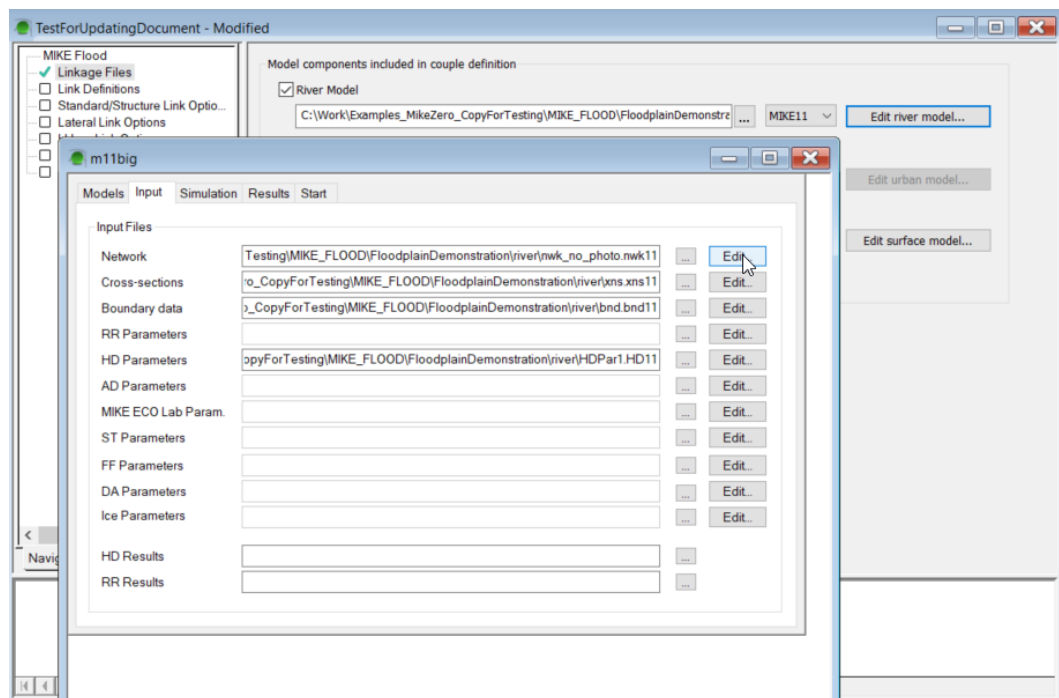 TestForUpdatingDocument - Modified
MIKE Flood
Linkage Files
Link Definitions
Standard/Structure Link Optio...
Lateral Link Options
Model components included in couple definition
River Model
C:\Work\Examples_MikeZero_CopyForTesting\MIKE_FLOOD\FloodplainDemonstra ... MIKE11 Edit river model...
Edit urban model...
Edit surface model...
m11big
Models Input Simulation Results Start
Input Files
Network Testing\MIKE_FLOOD\FloodplainDemonstration\river\nwk_no_photo.nwk11 ... Edit...
Cross-sections ro_CopyForTesting\MIKE_FLOOD\FloodplainDemonstration\river\xns.xns11 ... Edit...
Boundary data o_CopyForTesting\MIKE_FLOOD\FloodplainDemonstration\river\bnd.bnd11 ... Edit...
RR Parameters ... Edit...
HD Parameters opyForTesting\MIKE_FLOOD\FloodplainDemonstration\river\HDPar1.HD11 ... Edit...
AD Parameters ... Edit...
MIKE ECO Lab Param. ... Edit...
ST Parameters ... Edit...
FF Parameters ... Edit...
DA Parameters ... Edit...
Ice Parameters ... Edit...
HD Results ...
RR Results ...
Navig